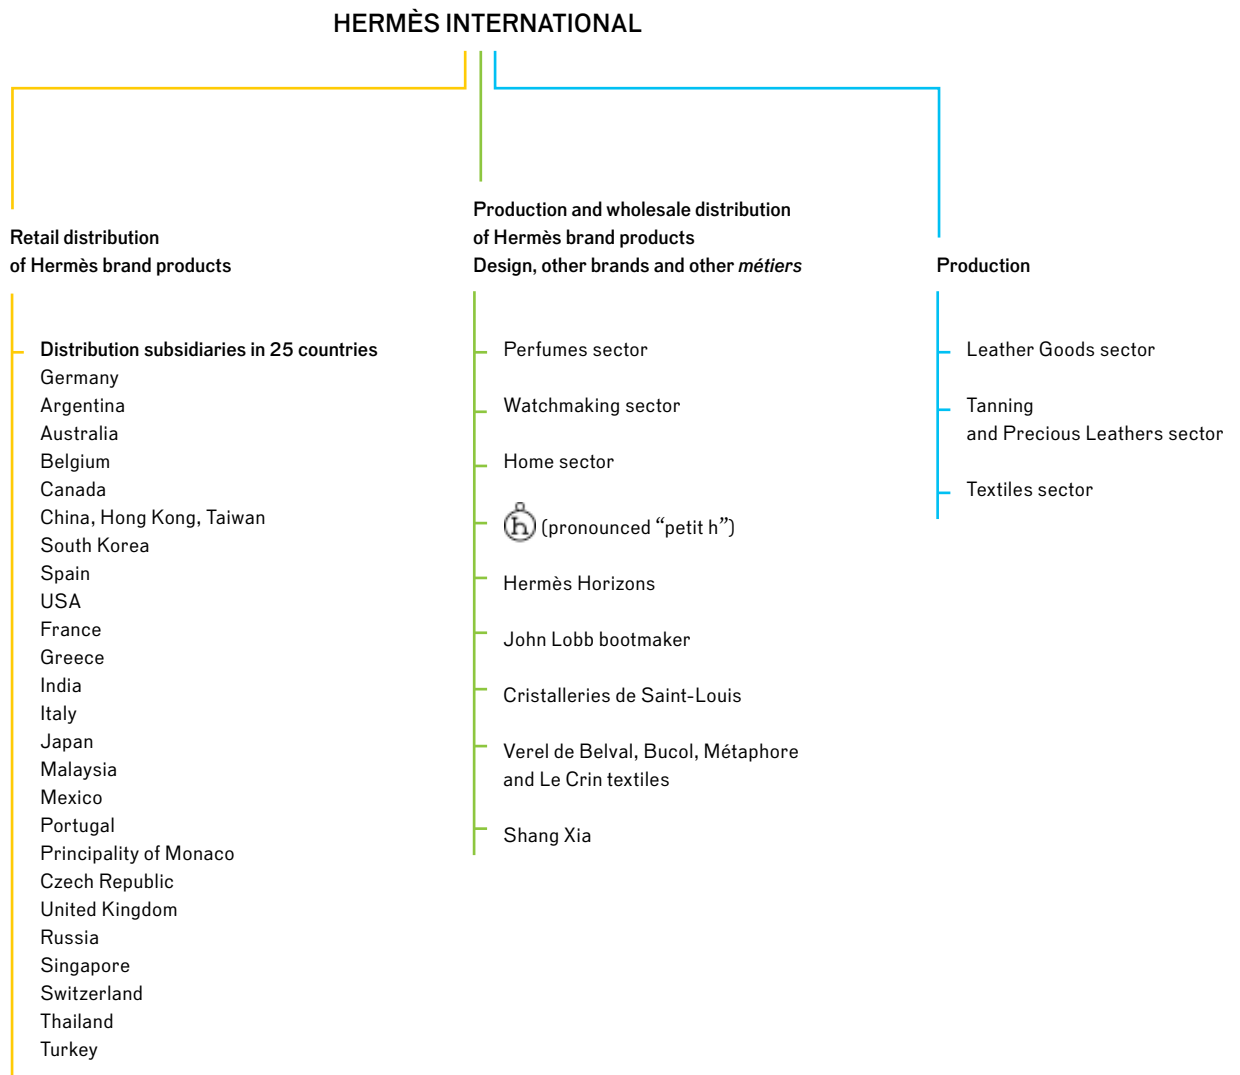 HERMÈS INTERNATIONAL
Retail distribution
of Hermès brand products
Distribution subsidiaries in 25 countries
Germany
Argentina
Australia
Belgium
Canada
China, Hong Kong, Taiwan
South Korea
Spain
USA
France
Greece
India
Italy
Japan
Malaysia
Mexico
Portugal
Principality of Monaco
Czech Republic
United Kingdom
Russia
Singapore
Switzerland
Thailand
Turkey
Production and wholesale distribution
of Hermès brand products
Design, other brands and other métiers
Perfumes sector
Watchmaking sector
Home sector
h (pronounced “petit h”)
Hermès Horizons
John Lobb bootmaker
Cristalleries de Saint-Louis
Verel de Belval, Bucol, Métaphore
and Le Crin textiles
Shang Xia
Production
Leather Goods sector
Tanning
and Precious Leathers sector
Textiles sector